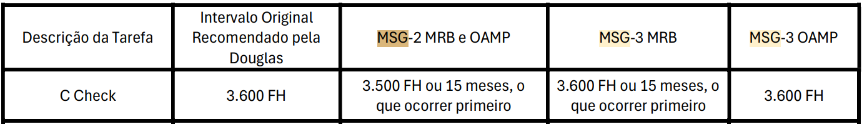 Descrição da Tarefa
Intervalo Original
Recomendado pela
Douglas
MSG-2 MRB e OAMP
MSG-3 MRB
MSG-3 OAMP
C Check
3.600 FH
3.500 FH ou 15 meses, o
que ocorrer primeiro
3.600 FH ou 15 meses, o
que ocorrer primeiro
3.600 FH